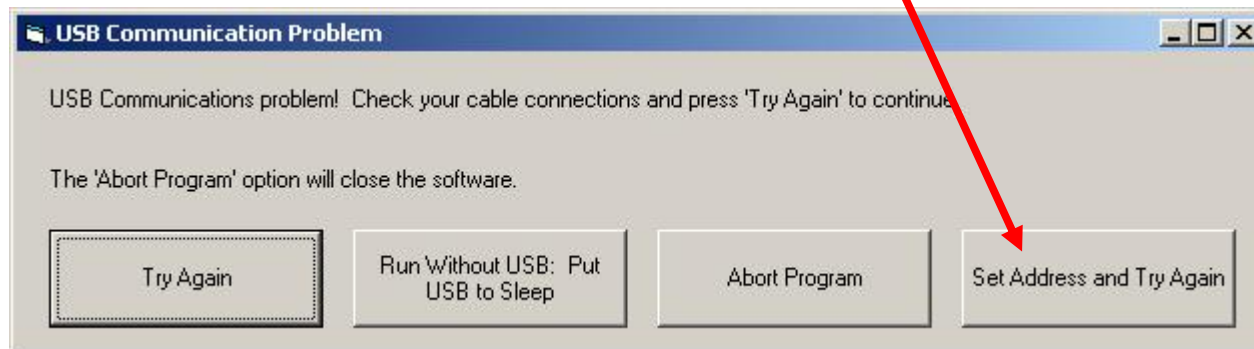 USB Communication Problem
USB Communications problem! Check your cable connections and press 'Try Again' to continue
The 'Abort Program' option will close the software.
Try Again
Run Without USB: Put
USB to Sleep
Abort Program
Set Address and Try Again